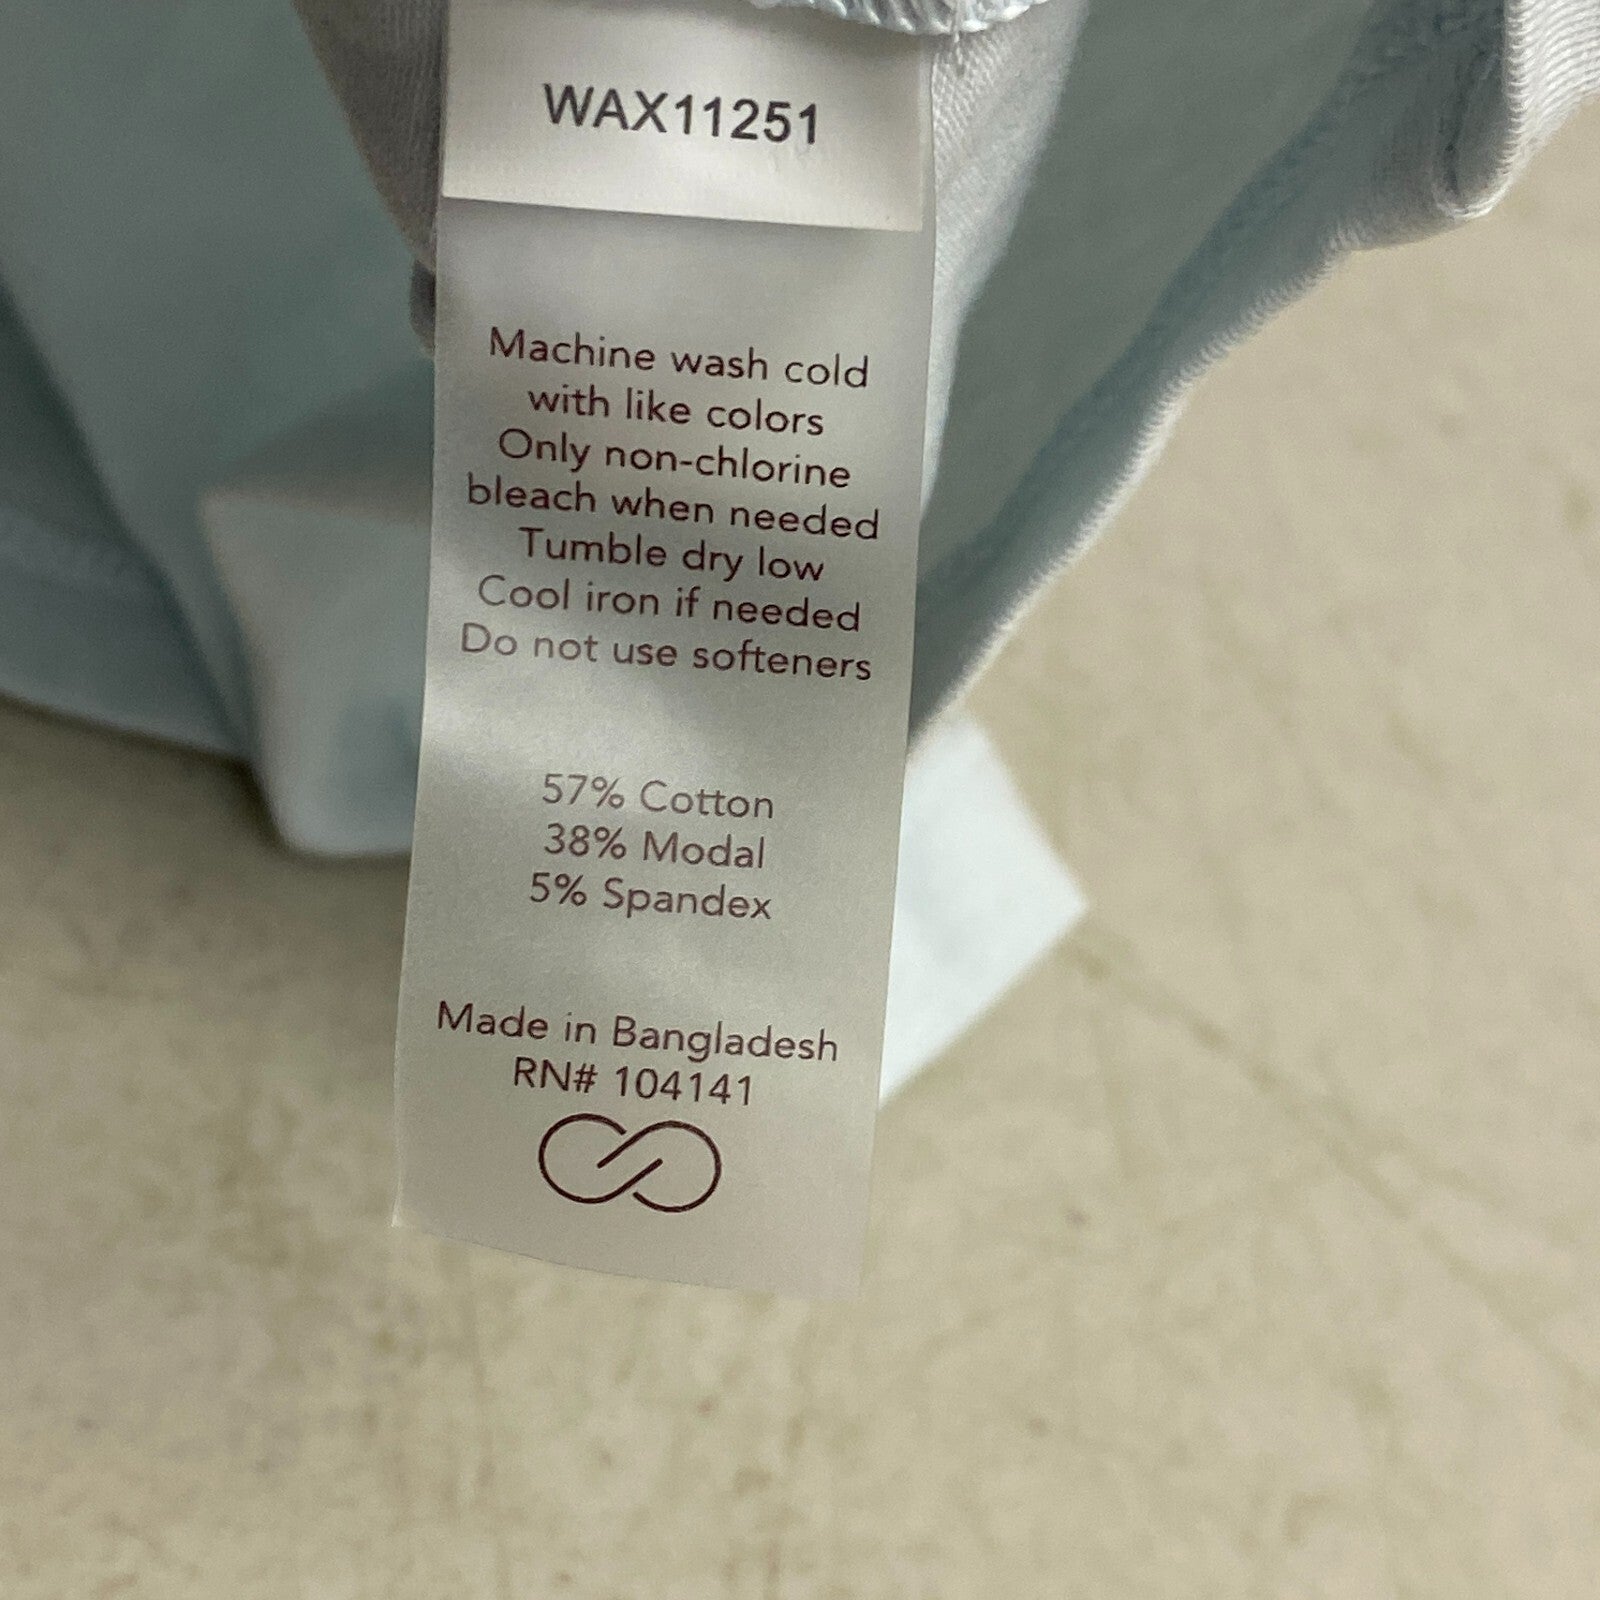 WAX11251
Machine wash cold
with like colors
Only non-chlorine
bleach when needed
Tumble dry low
Cool iron if needed
Do not use softeners
57% Cotton
38% Modal
5% Spandex
Made in Bangladesh
RN# 104141